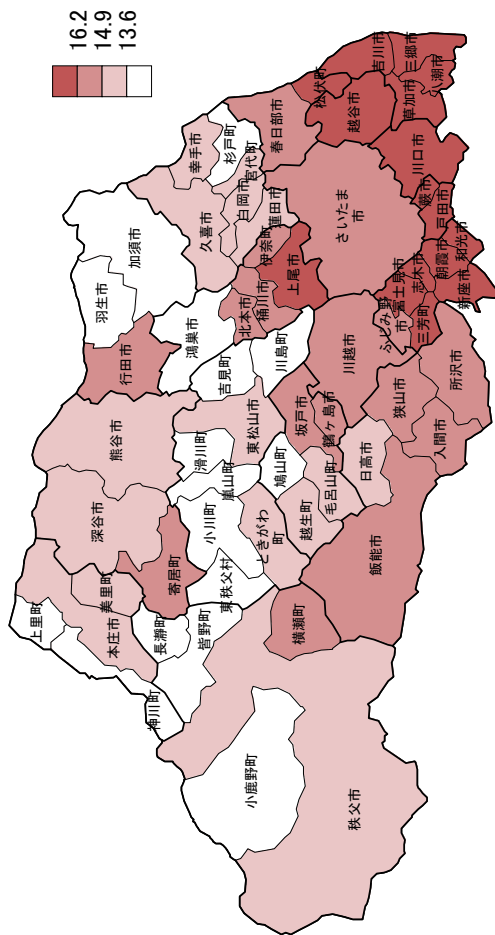 16.2
14.9
13.6
上里町
神川町
本庄市
美里町
深谷市
熊谷市
行田市
羽生市
加須市
長瀞町
皆野町
寄居町
小鹿野町
秩父市
横瀬町
東秩父村
小川町
嵐山町
滑川町
ときがわ
町
東松山市
吉見町
鴻巣市
鳩山町
越生町
毛呂山町
坂戸市
鶴ヶ島市
川島町
北本市
桶川市
伊奈町
上尾市
久喜市
幸手市
杉戸町
宮代町
白岡市
蓮田市
春日部市
松伏町
越谷市
吉川市
三郷市
草加市
八潮市
川口市
さいたま
市
蕨市
戸田市
川越市
日高市
飯能市
狭山市
入間市
所沢市
ふじみ野
市
富士見市
三芳町
志木市
朝霞市
新座市
和光市